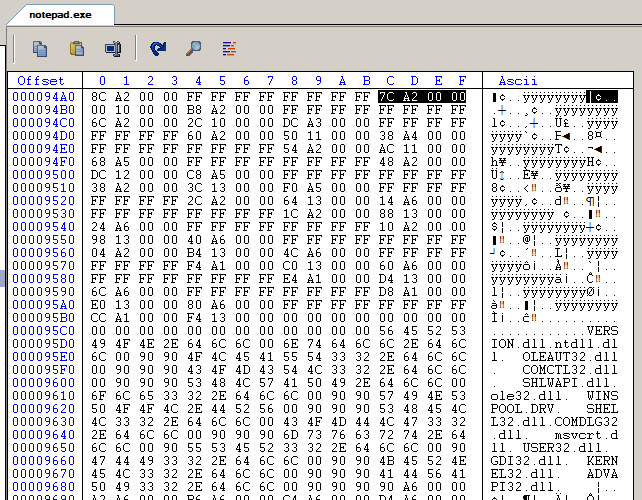 notepad.exe
Offset 0 1 2 3 4 5 6 7 8 9 A B C D E F Ascii
000094A0 8C A2 00 00 FF FF FF FF FF FF FF FF 7C A2 00 00
000094B0 00 10 00 00 B8 A2 00 00 FF FF FF FF FF FF FF FF
000094C0 6C A2 00 00 2C 10 00 00 DC A3 00 00 FF FF FF FF
000094D0 FF FF FF FF 60 A2 00 00 50 11 00 00 38 A4 00 00
000094E0 FF FF FF FF FF FF FF FF 54 A2 00 00 AC 11 00 00
000094F0 68 A5 00 00 FF FF FF FF FF FF FF FF 48 A2 00 00
00009500 DC 12 00 00 C8 A5 00 00 FF FF FF FF FF FF FF FF
00009510 38 A2 00 00 3C 13 00 00 F0 A5 00 00 FF FF FF FF
00009520 FF FF FF FF 2C A2 00 00 64 13 00 00 14 A6 00 00
00009530 FF FF FF FF FF FF FF FF 1C A2 00 00 88 13 00 00
00009540 24 A6 00 00 FF FF FF FF FF FF FF FF 10 A2 00 00
00009550 98 13 00 00 40 A6 00 00 FF FF FF FF FF FF FF FF
00009560 04 A2 00 00 B4 13 00 00 4C A6 00 00 FF FF FF FF
00009570 FF FF FF FF F4 A1 00 00 C0 13 00 00 60 A6 00 00
00009580 FF FF FF FF FF FF FF FF E4 A1 00 00 D4 13 00 00
00009590 6C A6 00 00 FF FF FF FF FF FF FF FF D8 A1 00 00
000095A0 E0 13 00 00 80 A6 00 00 FF FF FF FF FF FF FF FF
000095B0 CC A1 00 00 F4 13 00 00 00 00 00 00 00 00 00 00
000095C0 00 00 00 00 00 00 00 00 00 00 00 00 56 45 52 53 ............VERS
000095D0 49 4F 4E 2E 64 6C 6C 00 6E 74 64 6C 6C 2E 64 6C ION.dll.ntdll.dl
000095E0 6C 00 90 90 4F 4C 45 41 55 54 33 32 2E 64 6C 6C l. OLEAUT32.dll
000095F0 00 90 90 90 43 4F 4D 43 54 4C 33 32 2E 64 6C 6C . COMCTL32.dll
00009600 00 90 90 90 53 48 4C 57 41 50 49 2E 64 6C 6C 00 . SHLWAPI.dll.
00009610 6F 6C 65 33 32 2E 64 6C 6C 00 90 90 57 49 4E 53 ole32.dll. WINS
00009620 50 4F 4F 4C 2E 44 52 56 00 90 90 90 53 48 45 4C POOL.DRV. SHEL
00009630 4C 33 32 2E 64 6C 6C 00 43 4F 4D 44 4C 47 33 32 L32.dll.COMDLG32
00009640 2E 64 6C 6C 00 90 90 90 6D 73 76 63 72 74 2E 64 .dll. msvcrt.d
00009650 6C 6C 00 90 55 53 45 52 33 32 2E 64 6C 6C 00 90 ll. USER32.dll.
00009660 47 44 49 33 32 2E 64 6C 6C 00 90 90 4B 45 52 4E GDI32.dll. KERN
00009670 45 4C 33 32 2E 64 6C 6C 00 90 90 90 41 44 56 41 EL32.dll. ADVA
00009680 50 49 33 32 2E 64 6C 6C 00 90 90 90 90 A6 00 00 PI32.dll.